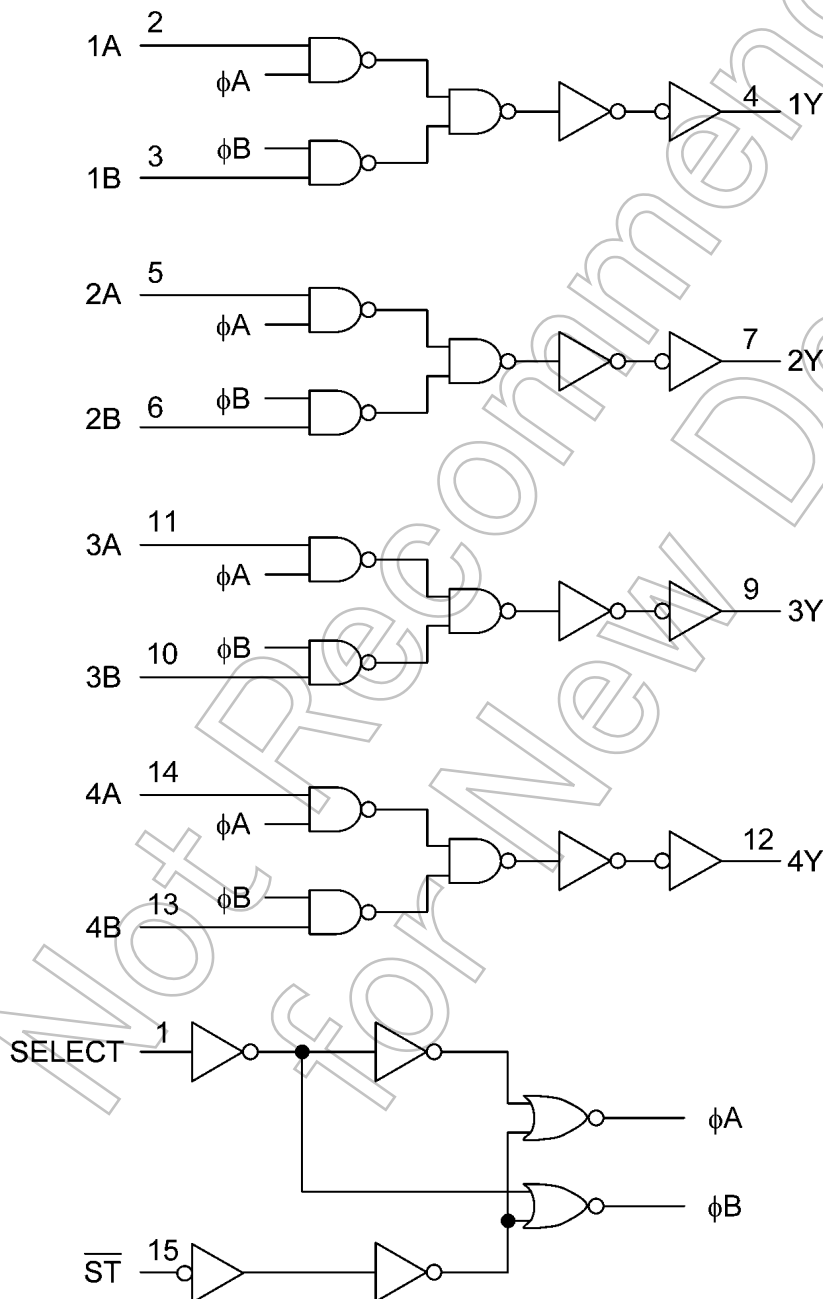 2
1A
ϕA
4 1Y
ϕB
3
1B
5
2A
ϕA
7
2Y
ϕB
6
2B
11
3A
ϕA
9
3Y
ϕB
10
3B
14
4A
ϕA
12
4Y
ϕB
13
4B
1
SELECT
ϕA
ϕB
15
ST
Not Recommend
for New De